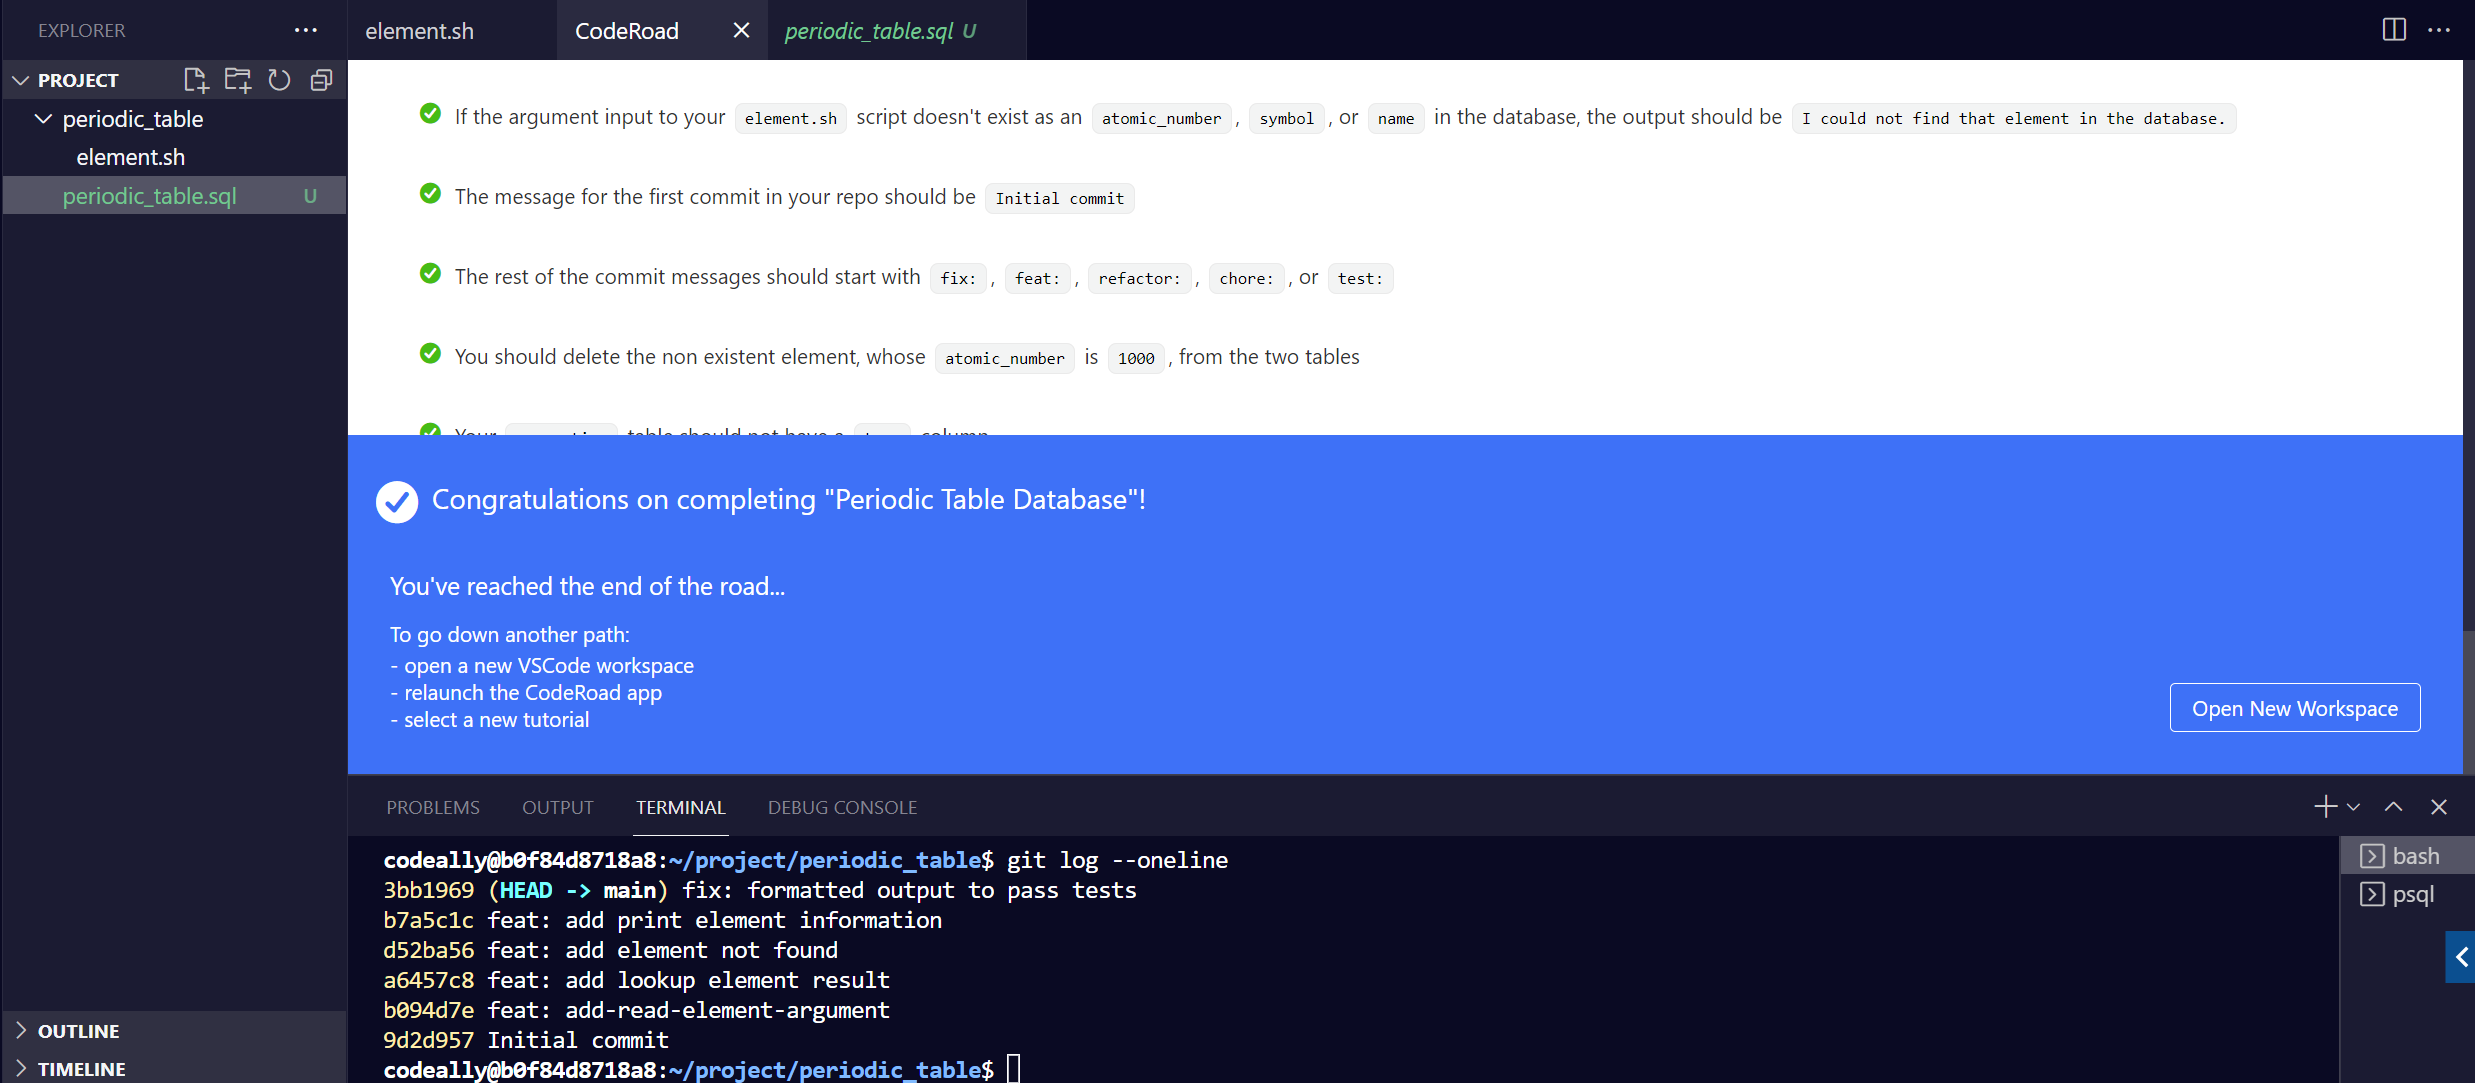 EXPLORER
PROJECT
periodic_table
element.sh
periodic_table.sql U
OUTLINE
TIMELINE
element.sh CodeRoad periodic_table.sql U
If the argument input to your element.sh script doesn't exist as an atomic_number , symbol , or name in the database, the output should be I could not find that element in the database.
The message for the first commit in your repo should be Initial commit
The rest of the commit messages should start with fix: , feat: , refactor: , chore: , or test:
You should delete the non existent element, whose atomic_number is 1000 , from the two tables
Your table should not have a column
Congratulations on completing "Periodic Table Database"!
You've reached the end of the road...
To go down another path:
- open a new VSCode workspace
- relaunch the CodeRoad app
- select a new tutorial
Open New Workspace
PROBLEMS OUTPUT TERMINAL DEBUG CONSOLE
codeally@b0f84d8718a8:~/project/periodic_table$ git log --oneline
3bb1969 (HEAD -> main) fix: formatted output to pass tests
b7a5c1c feat: add print element information
d52ba56 feat: add element not found
a6457c8 feat: add lookup element result
b094d7e feat: add-read-element-argument
9d2d957 Initial commit
codeally@b0f84d8718a8:~/project/periodic_table$
bash
psql